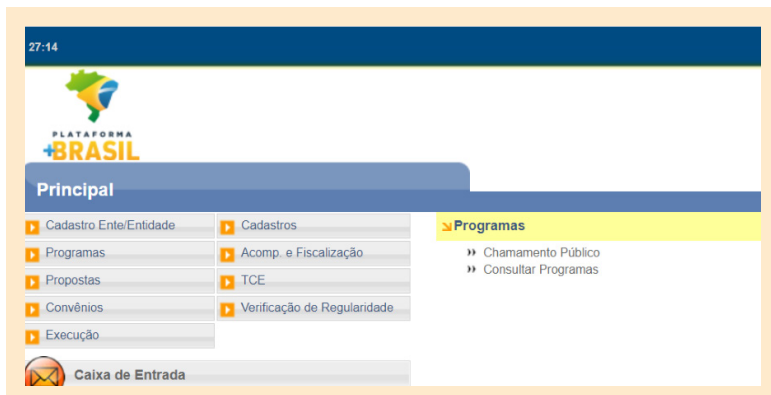 27:14
PLATAFORMA
+BRASIL
Principal
Cadastro Ente/Entidade
Programas
Propostas
Convênios
Execução
Cadastros
Acomp. e Fiscalização
TCE
Verificação de Regularidade
Programas
Chamamento Público
Consultar Programas
Caixa de Entrada